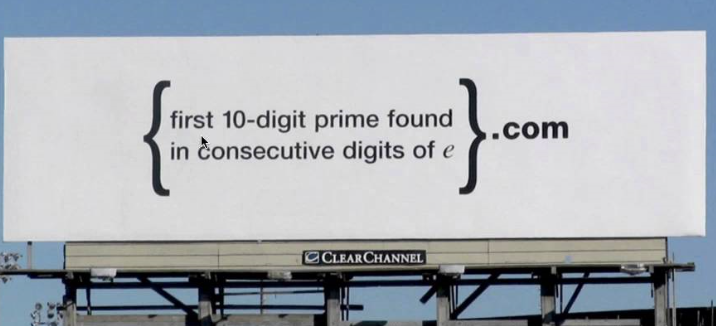 {first 10-digit prime found
in consecutive digits of e}.com
CLEARCHANNEL